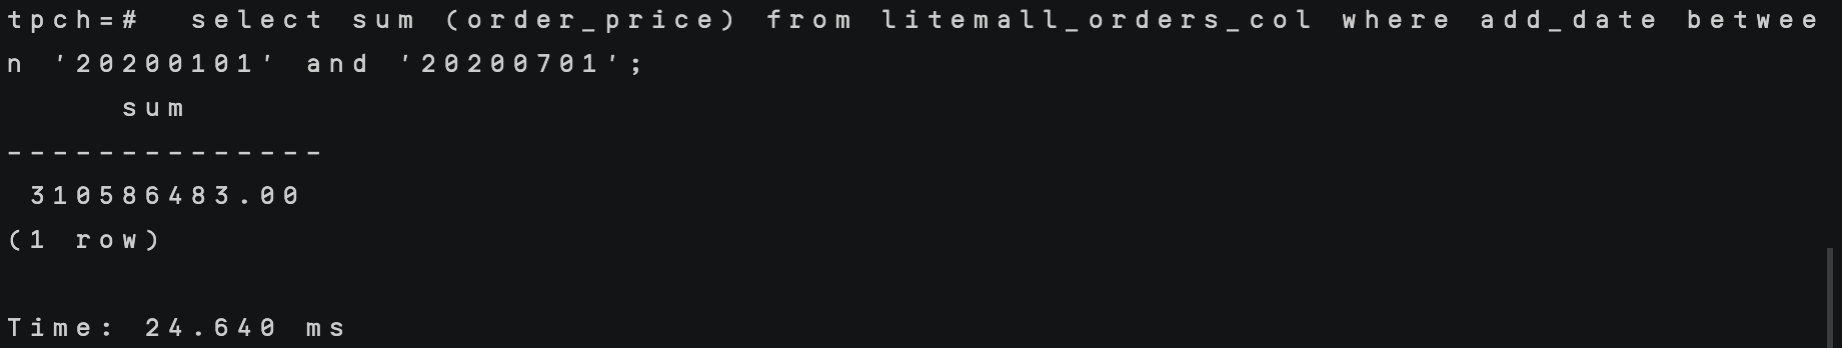 tpch=#  select sum (order_price) from litemall_orders_col where add_date betwee
n '20200101' and '20200701';
     sum
--------------
 310586483.00
(1 row)
Time: 24.640 ms